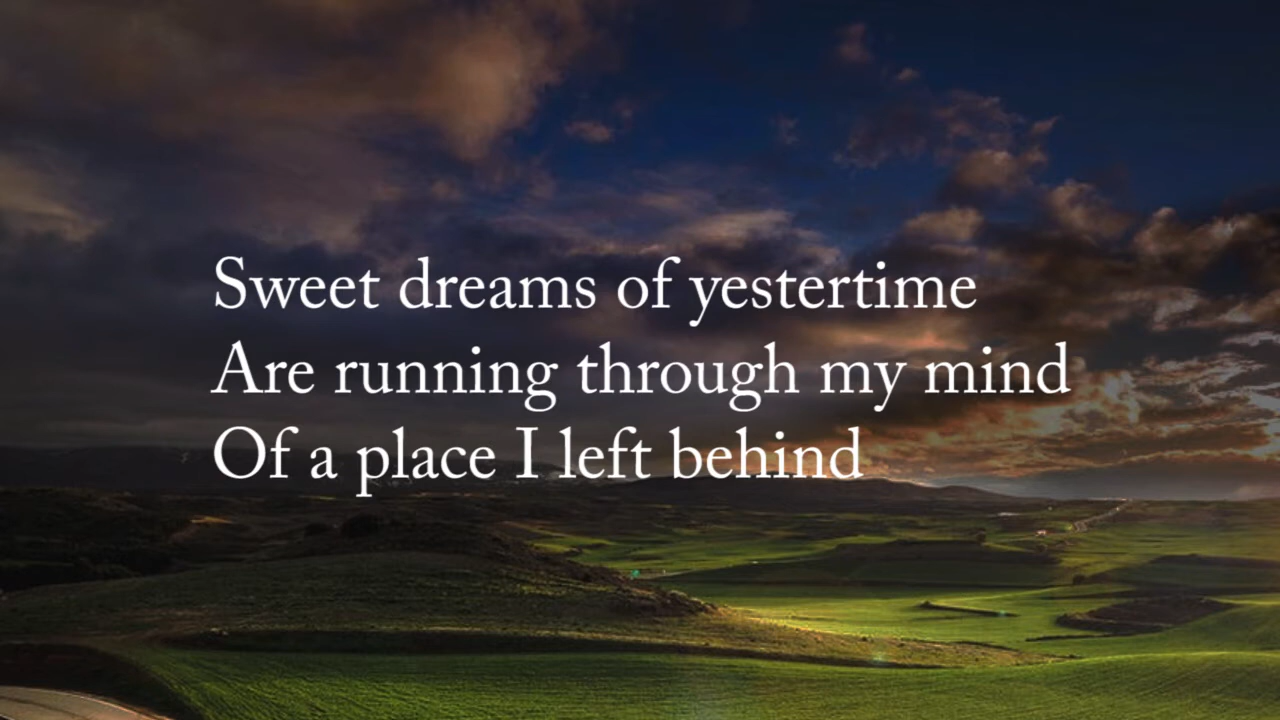 Sweet dreams of yestertime
Are running through my mind
Of a place I left behind